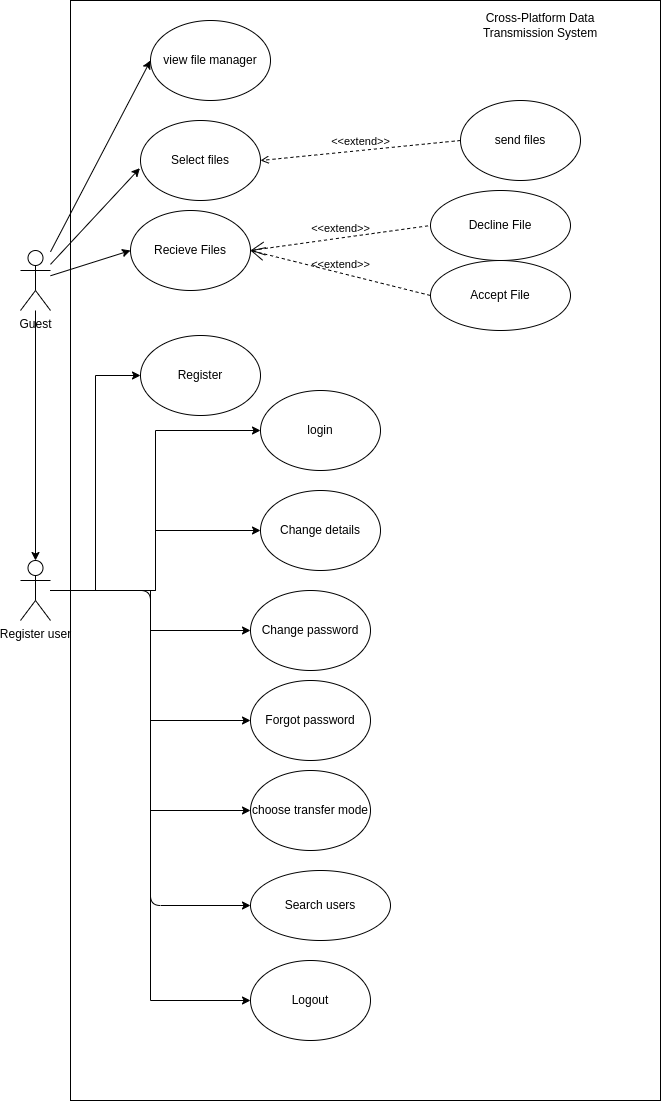 Cross-Platform Data
Transmission System
view file manager
Select files
<<extend>>
send files
Recieve Files
<<extend>>
Decline File
<<extend>>
Accept File
Guest
Register
login
Change details
Register user
Change password
Forgot password
choose transfer mode
Search users
Logout